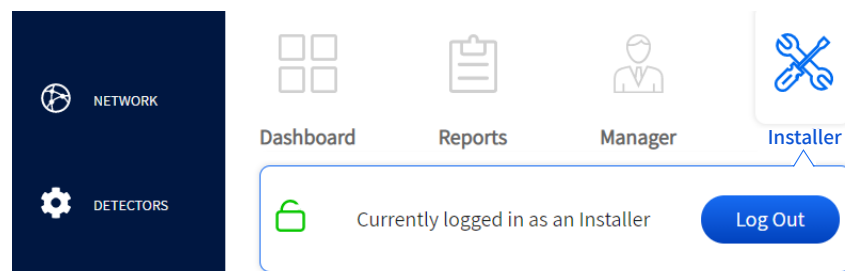 NETWORK
DETECTORS
Dashboard Reports Manager Installer
Currently logged in as an Installer Log Out